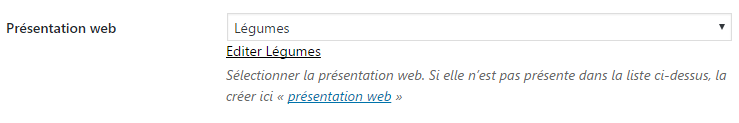 Présentation web
Légumes
Editer Légumes
Sélectionner la présentation web. Si elle n'est pas présente dans la liste ci-dessus, la
créer ici « présentation web »